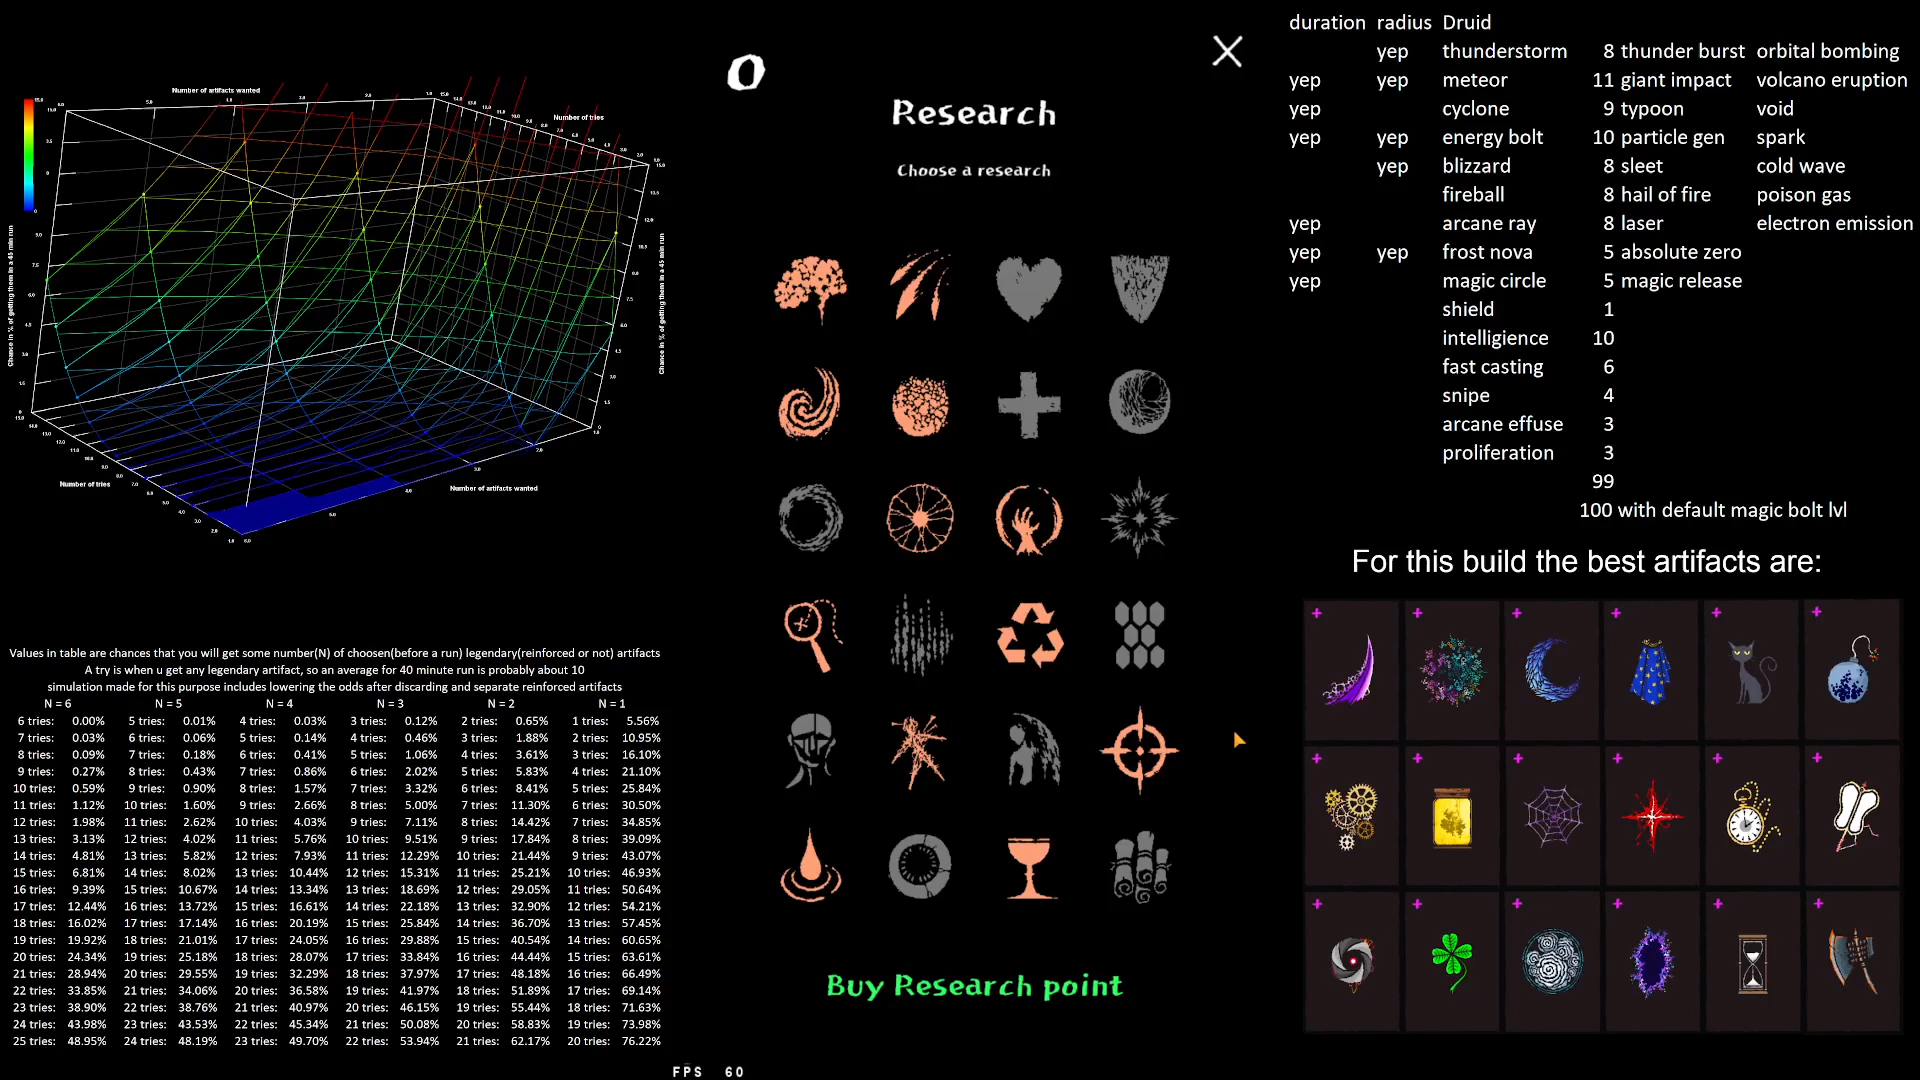 Number of artifacts wanted
Number of tries
Chance in % of getting them in a 45 min run
Chance in % of getting them in a 45 min run
Number of tries
Number of artifacts wanted
Values in table are chances that you will get some number(N) of choosen(before a run) legendary(reinforced or not) artifacts
A try is when u get any legendary artifact, so an average for 40 minute run is probably about 10
simulation made for this purpose includes lowering the odds after discarding and separate reinforced artifacts
N = 6 N = 5 N = 4 N = 3 N = 2 N = 1
6 tries: 0.00% 5 tries: 0.01% 4 tries: 0.03% 3 tries: 0.12% 2 tries: 0.65% 1 tries: 5.56%
7 tries: 0.03% 6 tries: 0.06% 5 tries: 0.14% 4 tries: 0.46% 3 tries: 1.88% 2 tries: 10.95%
8 tries: 0.09% 7 tries: 0.18% 6 tries: 0.41% 5 tries: 1.06% 4 tries: 3.61% 3 tries: 16.10%
9 tries: 0.27% 8 tries: 0.43% 7 tries: 0.86% 6 tries: 2.02% 5 tries: 5.83% 4 tries: 21.10%
10 tries: 0.59% 9 tries: 0.90% 8 tries: 1.57% 7 tries: 3.32% 6 tries: 8.41% 5 tries: 25.84%
11 tries: 1.12% 10 tries: 1.60% 9 tries: 2.66% 8 tries: 5.00% 7 tries: 11.30% 6 tries: 30.50%
12 tries: 1.98% 11 tries: 2.62% 10 tries: 4.03% 9 tries: 7.11% 8 tries: 14.42% 7 tries: 34.85%
13 tries: 3.13% 12 tries: 4.02% 11 tries: 5.76% 10 tries: 9.51% 9 tries: 17.84% 8 tries: 39.09%
14 tries: 4.81% 13 tries: 5.82% 12 tries: 7.93% 11 tries: 12.29% 10 tries: 21.44% 9 tries: 43.07%
15 tries: 6.81% 14 tries: 8.02% 13 tries: 10.44% 12 tries: 15.31% 11 tries: 25.21% 10 tries: 46.93%
16 tries: 9.39% 15 tries: 10.67% 14 tries: 13.34% 13 tries: 18.69% 12 tries: 29.05% 11 tries: 50.64%
17 tries: 12.44% 16 tries: 13.72% 15 tries: 16.61% 14 tries: 22.18% 13 tries: 32.90% 12 tries: 54.21%
18 tries: 16.02% 17 tries: 17.14% 16 tries: 20.19% 15 tries: 25.84% 14 tries: 36.70% 13 tries: 57.45%
19 tries: 19.92% 18 tries: 21.01% 17 tries: 24.05% 16 tries: 29.88% 15 tries: 40.54% 14 tries: 60.65%
20 tries: 24.34% 19 tries: 25.18% 18 tries: 28.07% 17 tries: 33.84% 16 tries: 44.44% 15 tries: 63.61%
21 tries: 28.94% 20 tries: 29.55% 19 tries: 32.29% 18 tries: 37.97% 17 tries: 48.18% 16 tries: 66.49%
22 tries: 33.85% 21 tries: 34.06% 20 tries: 36.58% 19 tries: 41.97% 18 tries: 51.89% 17 tries: 69.14%
23 tries: 38.90% 22 tries: 38.76% 21 tries: 40.97% 20 tries: 46.15% 19 tries: 55.44% 18 tries: 71.63%
24 tries: 43.98% 23 tries: 43.53% 22 tries: 45.34% 21 tries: 50.08% 20 tries: 58.83% 19 tries: 73.98%
25 tries: 48.95% 24 tries: 48.19% 23 tries: 49.70% 22 tries: 53.94% 21 tries: 62.17% 20 tries: 76.22%
0
Research
Choose a research
Buy Research point
FPS 60
duration radius Druid
yep thunderstorm 8 thunder burst orbital bombing
yep yep meteor 11 giant impact volcano eruption
yep cyclone 9 typoon void
yep yep energy bolt 10 particle gen spark
yep blizzard 8 sleet cold wave
fireball 8 hail of fire poison gas
yep arcane ray 8 laser electron emission
yep yep frost nova 5 absolute zero
yep magic circle 5 magic release
shield 1
intelligience 10
fast casting 6
snipe 4
arcane effuse 3
proliferation 3
99
100 with default magic bolt lvl
For this build the best artifacts are: